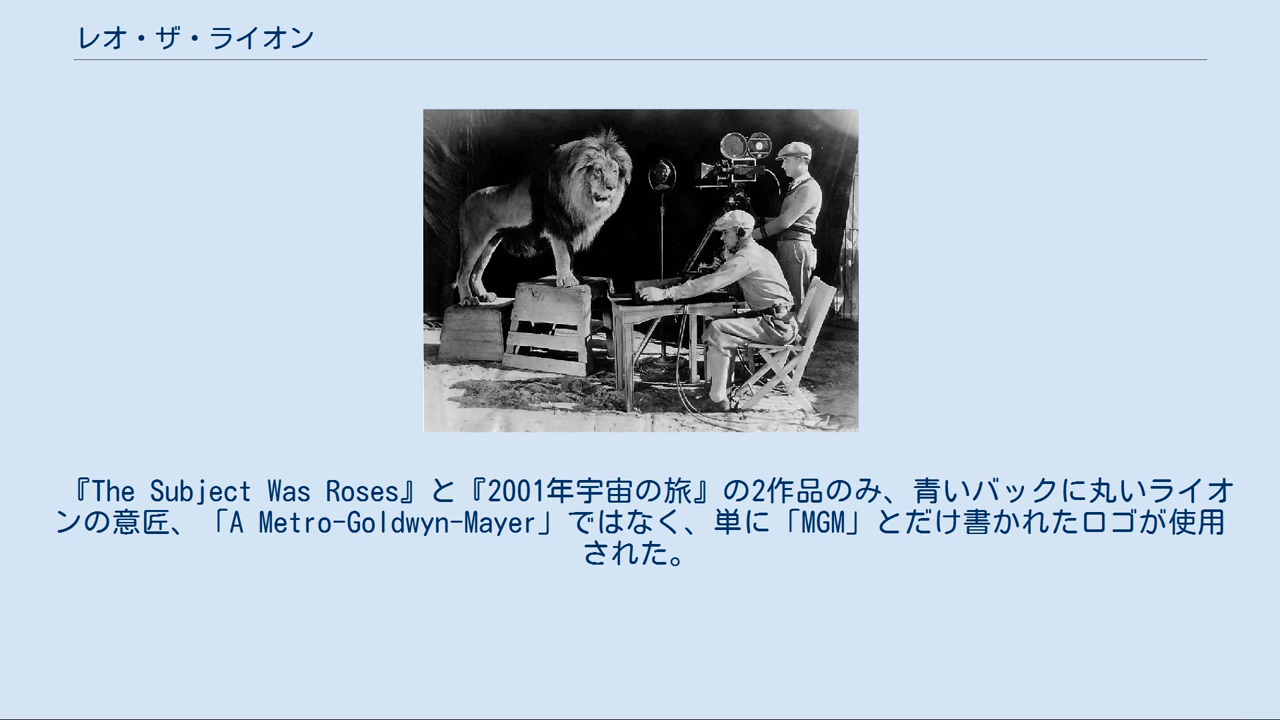 レオ・ザ・ライオン
『The Subject Was Roses』と『2001年宇宙の旅』の2作品のみ、青いバックに丸いライオ
ンの意匠、「A Metro-Goldwyn-Mayer」ではなく、単に「MGM」とだけ書かれたロゴが使用
された。